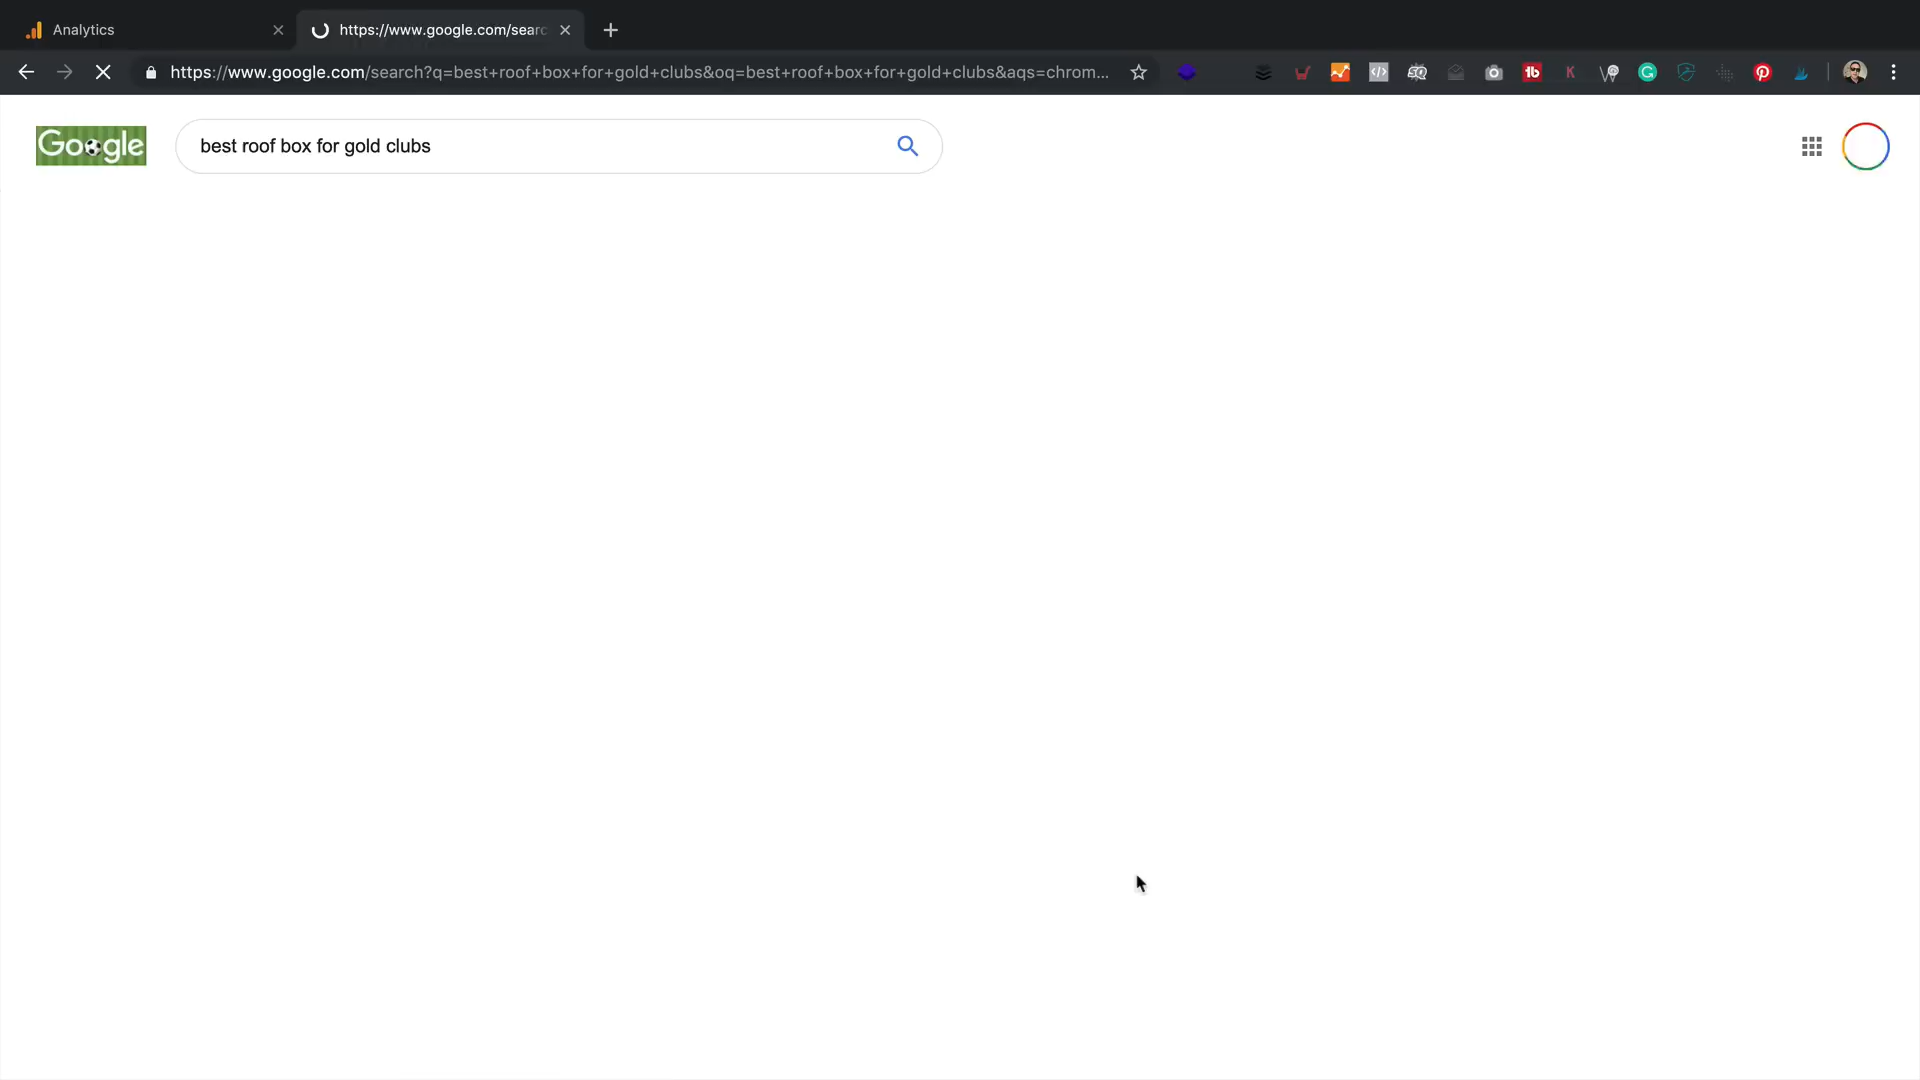 Analytics
https://www.google.com/searc
https://www.google.com/search?q=best+roof+box+for+gold+clubs&oq=best+roof+box+for+gold+clubs&aqs=chrom...
Google
best roof box for gold clubs